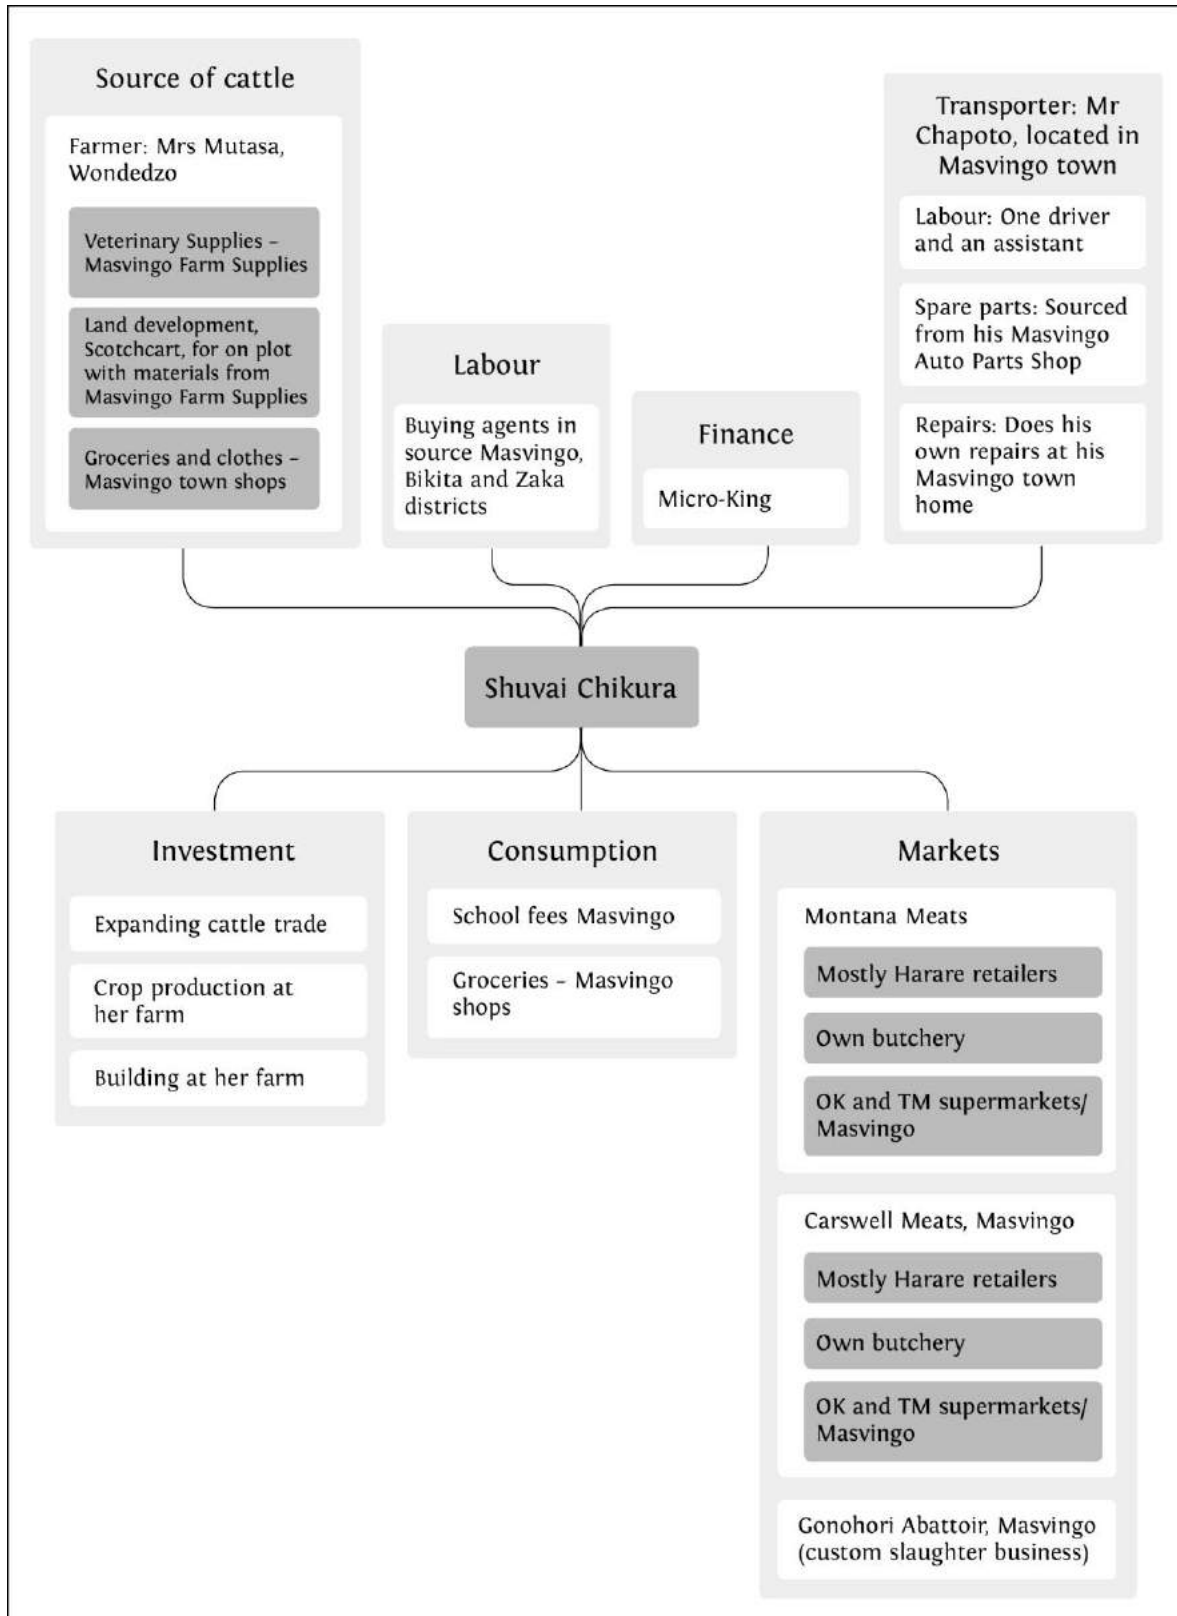 Source of cattle
Farmer: Mrs Mutasa,
Wondedzo
Veterinary Supplies –
Masvingo Farm Supplies
Land development,
Scotchcart, for on plot
with materials from
Masvingo Farm Supplies
Groceries and clothes –
Masvingo town shops
Labour
Buying agents in
source Masvingo,
Bikita and Zaka
districts
Finance
Micro-King
Transporter: Mr
Chapoto, located in
Masvingo town
Labour: One driver
and an assistant
Spare parts: Sourced
from his Masvingo
Auto Parts Shop
Repairs: Does his
own repairs at his
Masvingo town
home
Shuvai Chikura
Investment
Expanding cattle trade
Crop production at
her farm
Building at her farm
Consumption
School fees Masvingo
Groceries – Masvingo
shops
Markets
Montana Meats
Mostly Harare retailers
Own butchery
OK and TM supermarkets/
Masvingo
Carswell Meats, Masvingo
Mostly Harare retailers
Own butchery
OK and TM supermarkets/
Masvingo
Gonohori Abattoir, Masvingo
(custom slaughter business)